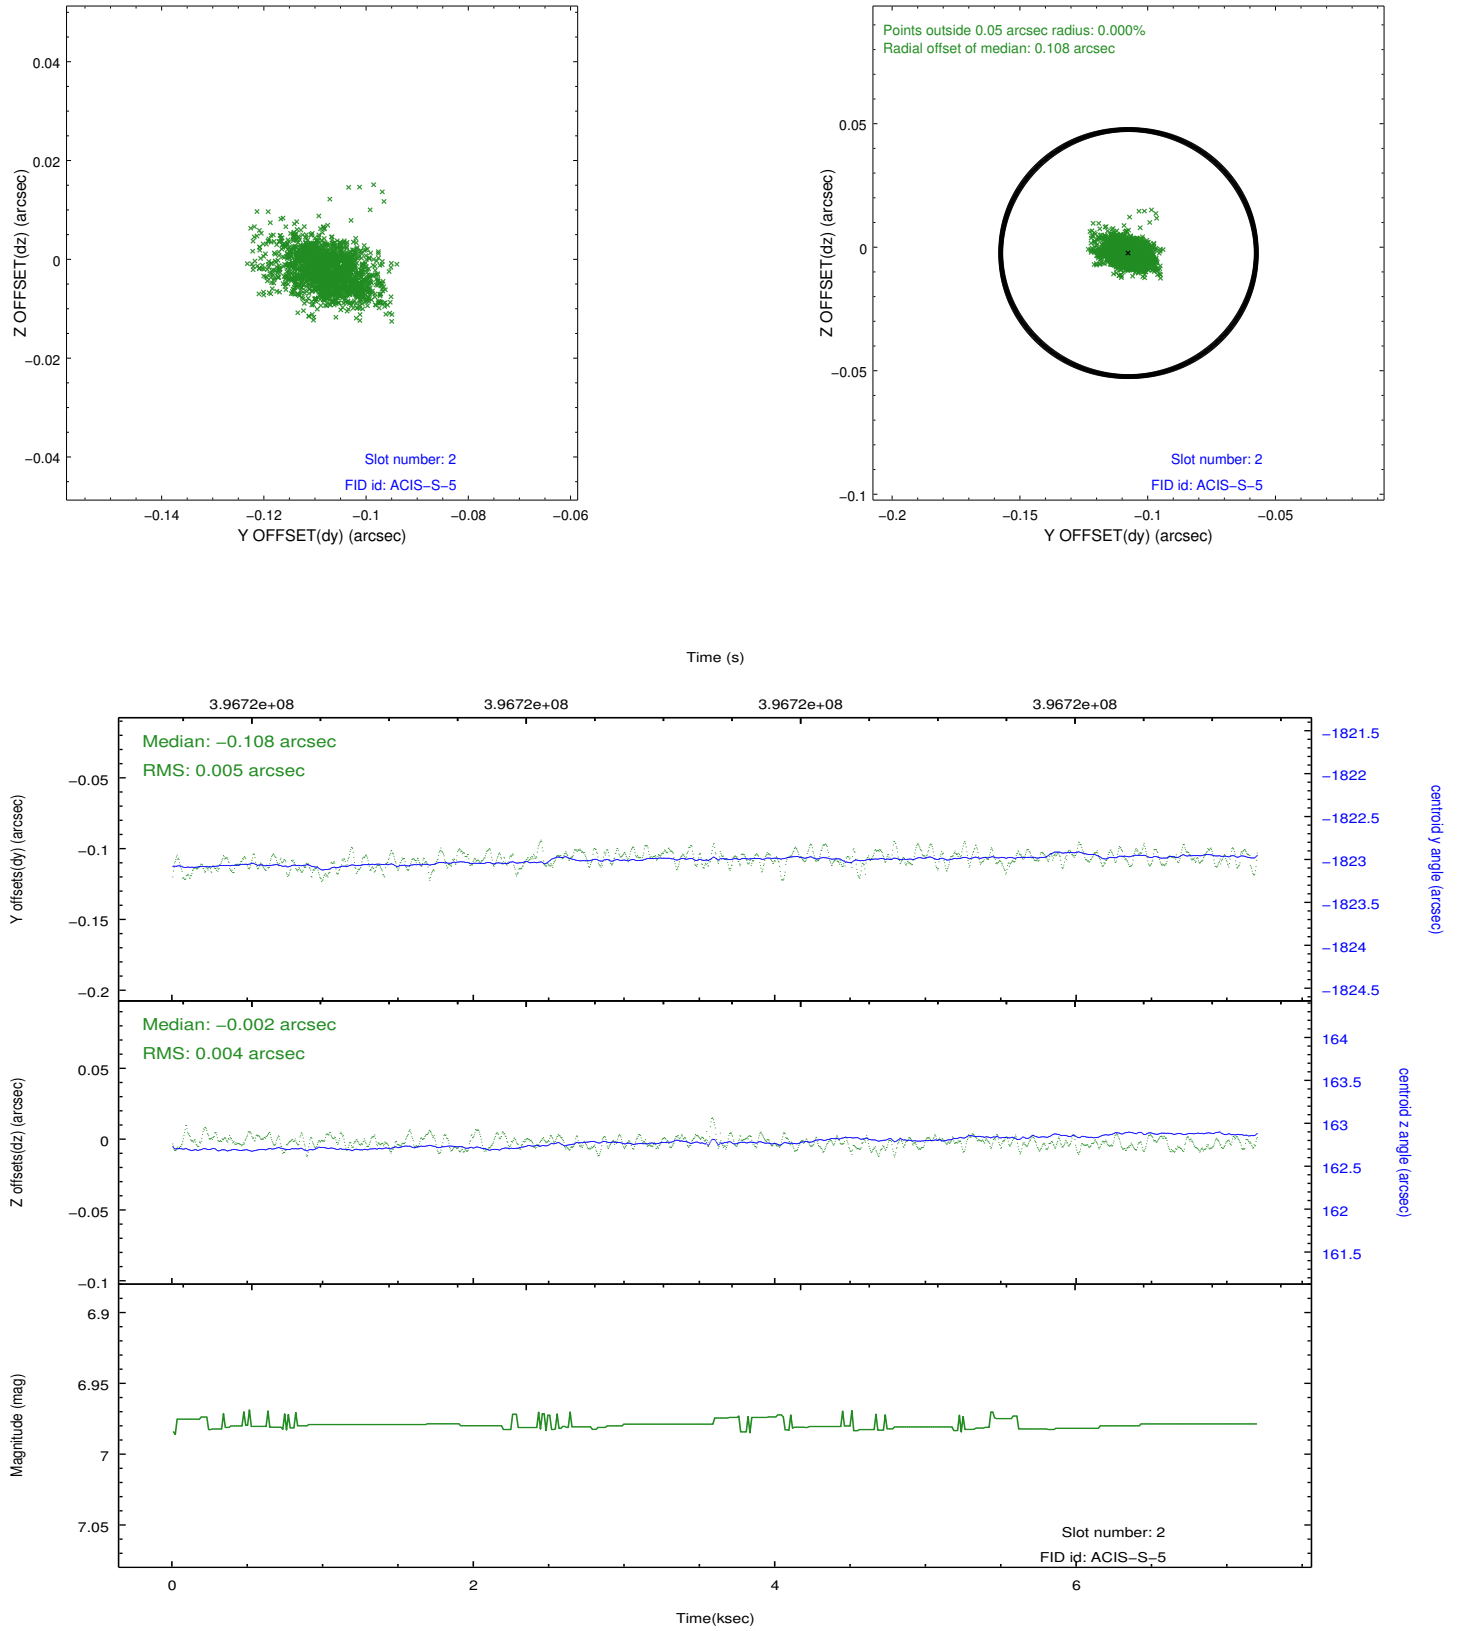 0.04
0.02
0
−0.02
−0.04
Z OFFSET(dz) (arcsec)
Slot number: 2
FID id: ACIS−S−5
−0.14
−0.12
−0.1
−0.08
−0.06
Y OFFSET(dy) (arcsec)
Points outside 0.05 arcsec radius: 0.000%
Radial offset of median: 0.108 arcsec
0.05
0
−0.05
−0.1
Z OFFSET(dz) (arcsec)
Slot number: 2
FID id: ACIS−S−5
−0.2
−0.15
−0.1
−0.05
Y OFFSET(dy) (arcsec)
Time (s)
3.9672e+08
3.9672e+08
3.9672e+08
3.9672e+08
Median: −0.108 arcsec
RMS: 0.005 arcsec
−0.05
−0.1
−0.15
−0.2
Y offsets(dy) (arcsec)
−1821.5
−1822
−1822.5
−1823
−1823.5
−1824
−1824.5
centroid y angle (arcsec)
Median: −0.002 arcsec
RMS: 0.004 arcsec
0.05
0
−0.05
−0.1
Z offsets(dz) (arcsec)
164
163.5
163
162.5
162
161.5
centroid z angle (arcsec)
6.9
6.95
7
7.05
Magnitude (mag)
Slot number: 2
FID id: ACIS−S−5
0
2
4
6
Time(ksec)